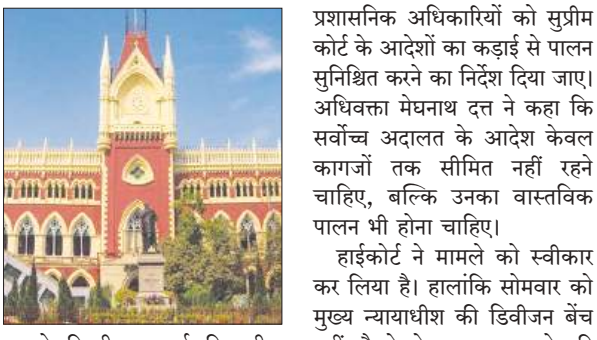 प्रशासनिक अधिकारियों को सुप्रीम
कोर्ट के आदेशों का कड़ाई से पालन
सुनिश्चित करने का निर्देश दिया जाए।
अधिवक्ता मेघनाथ दत्त ने कहा कि
सर्वोच्च अदालत के आदेश केवल
कागजों तक सीमित नहीं रहने
चाहिए, बल्कि उनका वास्तविक
पालन भी होना चाहिए।
हाईकोर्ट ने मामले को स्वीकार
कर लिया है। हालांकि सोमवार को
मुख्य न्यायाधीश की डिवीजन बेंच